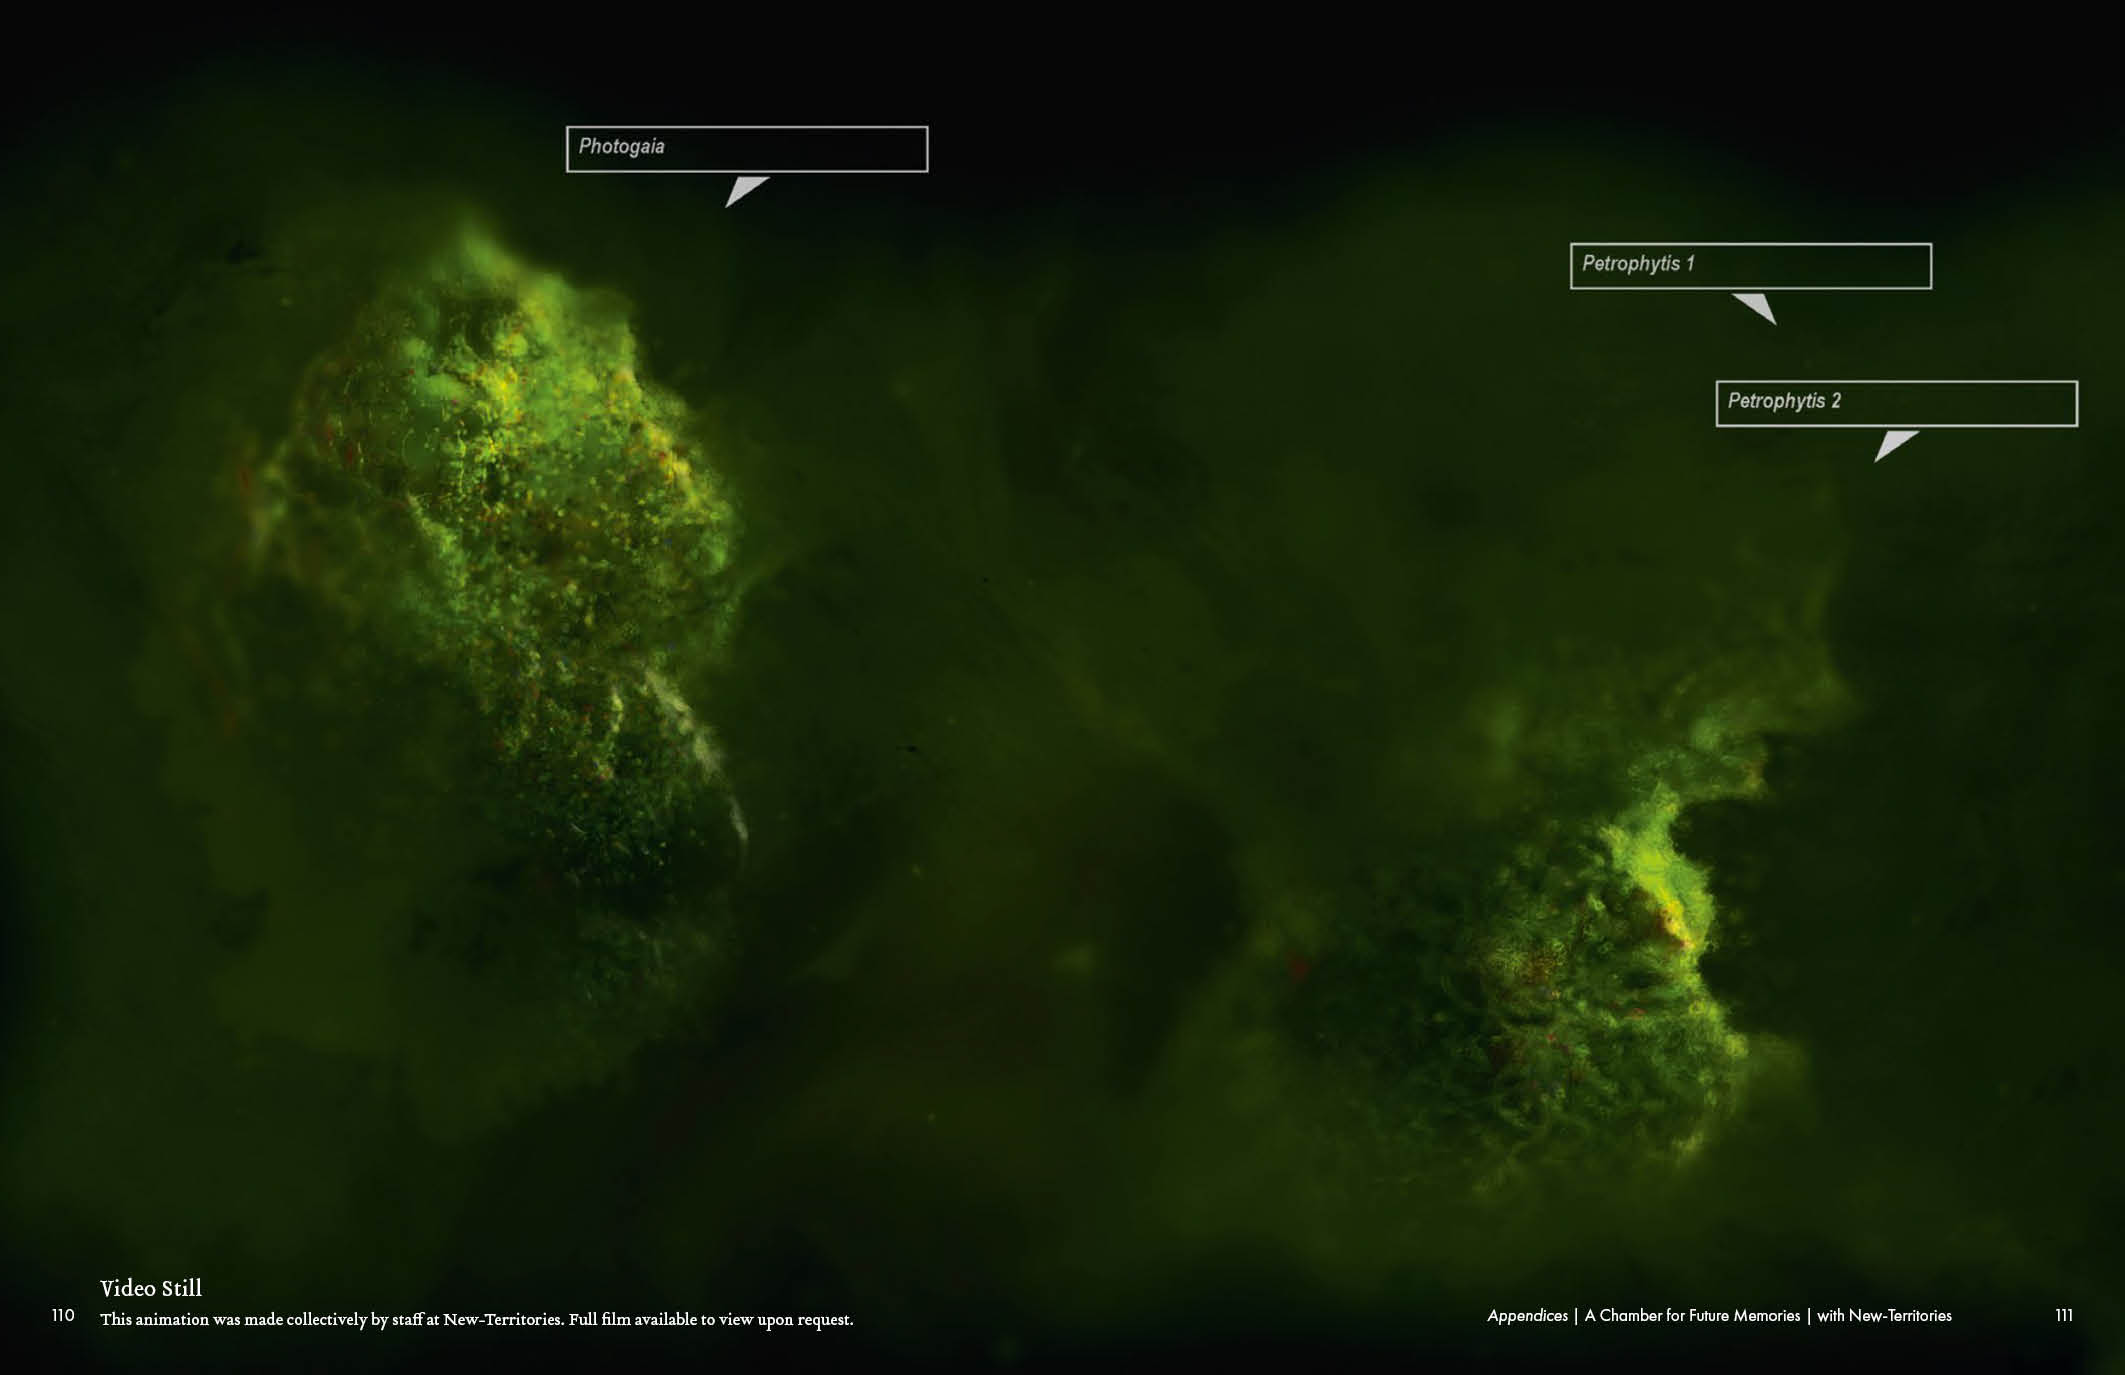 Photogaia
Petrophytis 1
Petrophytis 2
Video Still
110
This animation was made collectively by staff at New-Territories. Full film available to view upon request.
Appendices | A Chamber for Future Memories | with New-Territories
111